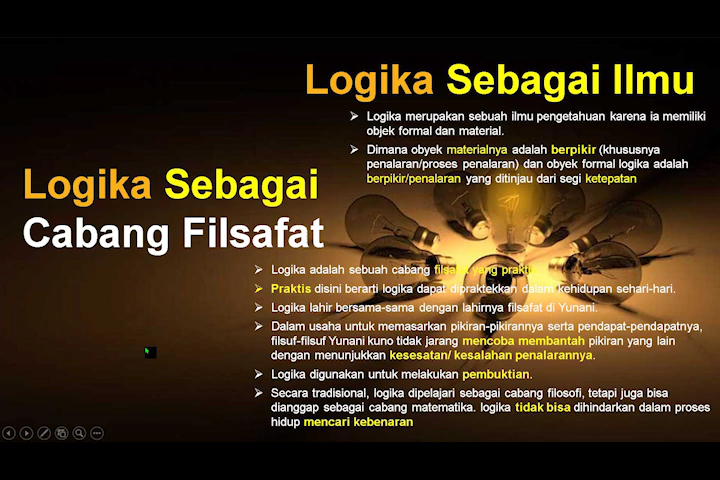 Logika Sebagai Ilmu
➢ Logika merupakan sebuah ilmu pengetahuan karena ia memiliki
objek formal dan material.
➢ Dimana obyek materialnya adalah berpikir (khususnya
penalaran/proses penalaran) dan obyek formal logika adalah
berpikir/penalaran yang ditinjau dari segi ketepatan
Logika Sebagai
Cabang Filsafat
➢ Logika adalah sebuah cabang filsafat yang praktis
➢ Praktis disini berarti logika dapat dipraktekkan dalam kehidupan sehari-hari.
➢ Logika lahir bersama-sama dengan lahirnya filsafat di Yunani.
➢ Dalam usaha untuk memasarkan pikiran-pikirannya serta pendapat-pendapatnya,
filsuf-filsuf Yunani kuno tidak jarang mencoba membantah pikiran yang lain
dengan menunjukkan kesesatan/ kesalahan penalarannya.
➢ Logika digunakan untuk melakukan pembuktian.
➢ Secara tradisional, logika dipelajari sebagai cabang filosofi, tetapi juga bisa
dianggap sebagai cabang matematika. logika tidak bisa dihindarkan dalam proses
hidup mencari kebenaran